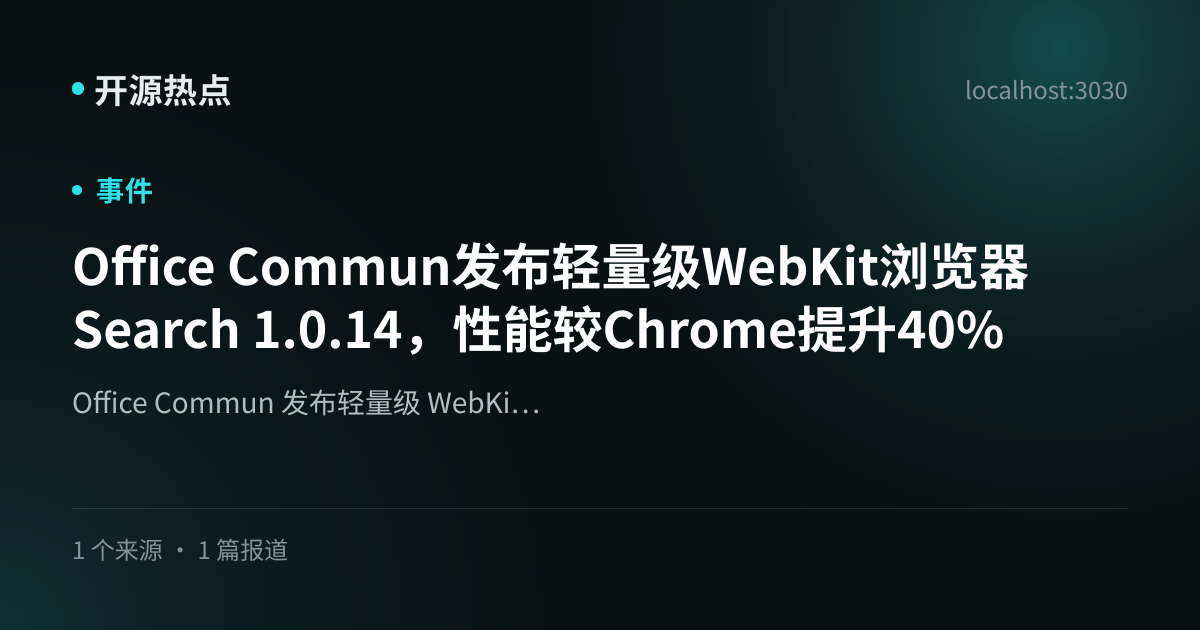 开源热点
localhost:3030
事件
Office Commun发布轻量级WebKit浏览器
Search 1.0.14，性能较Chrome提升40%
Office Commun 发布轻量级 WebKi…
1 个来源 · 1 篇报道